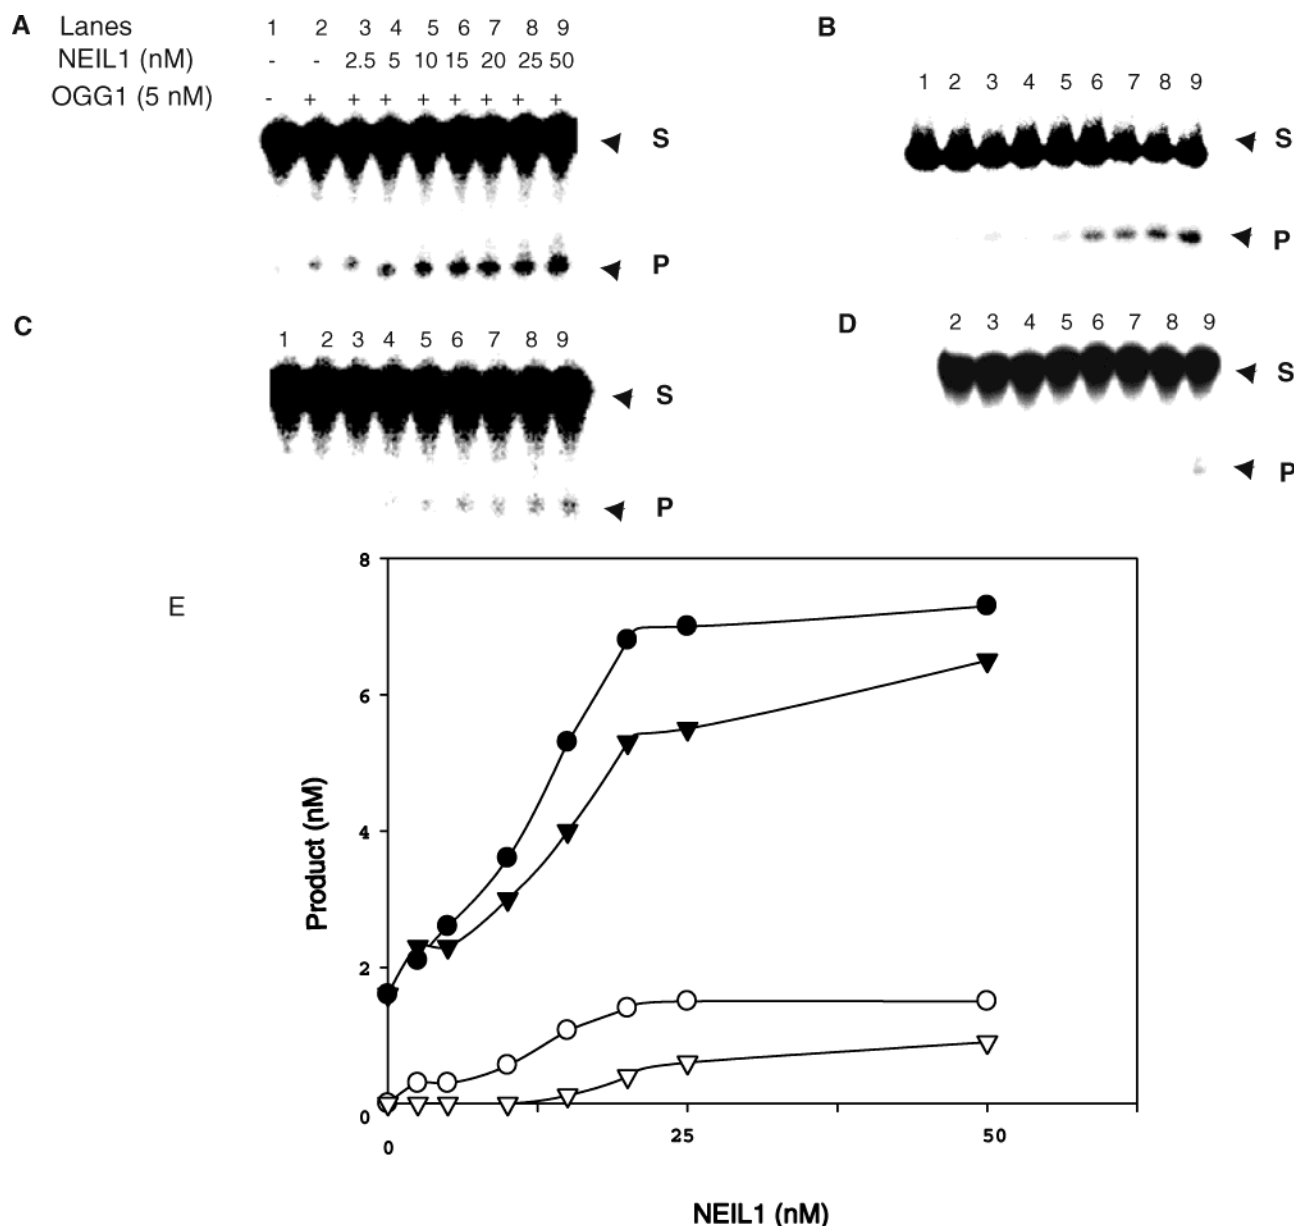 A Lanes 1 2 3 4 5 6 7 8 9
NEIL1 (nM) - - 2.5 5 10 15 20 25 50
OGG1 (5 nM) - + + + + + + + +
S
P
B
1 2 3 4 5 6 7 8 9
S
P
C
1 2 3 4 5 6 7 8 9
S
P
D
2 3 4 5 6 7 8 9
S
P
E
8
6
4
2
0
Product (nM)
0 25 50
NEIL1 (nM)